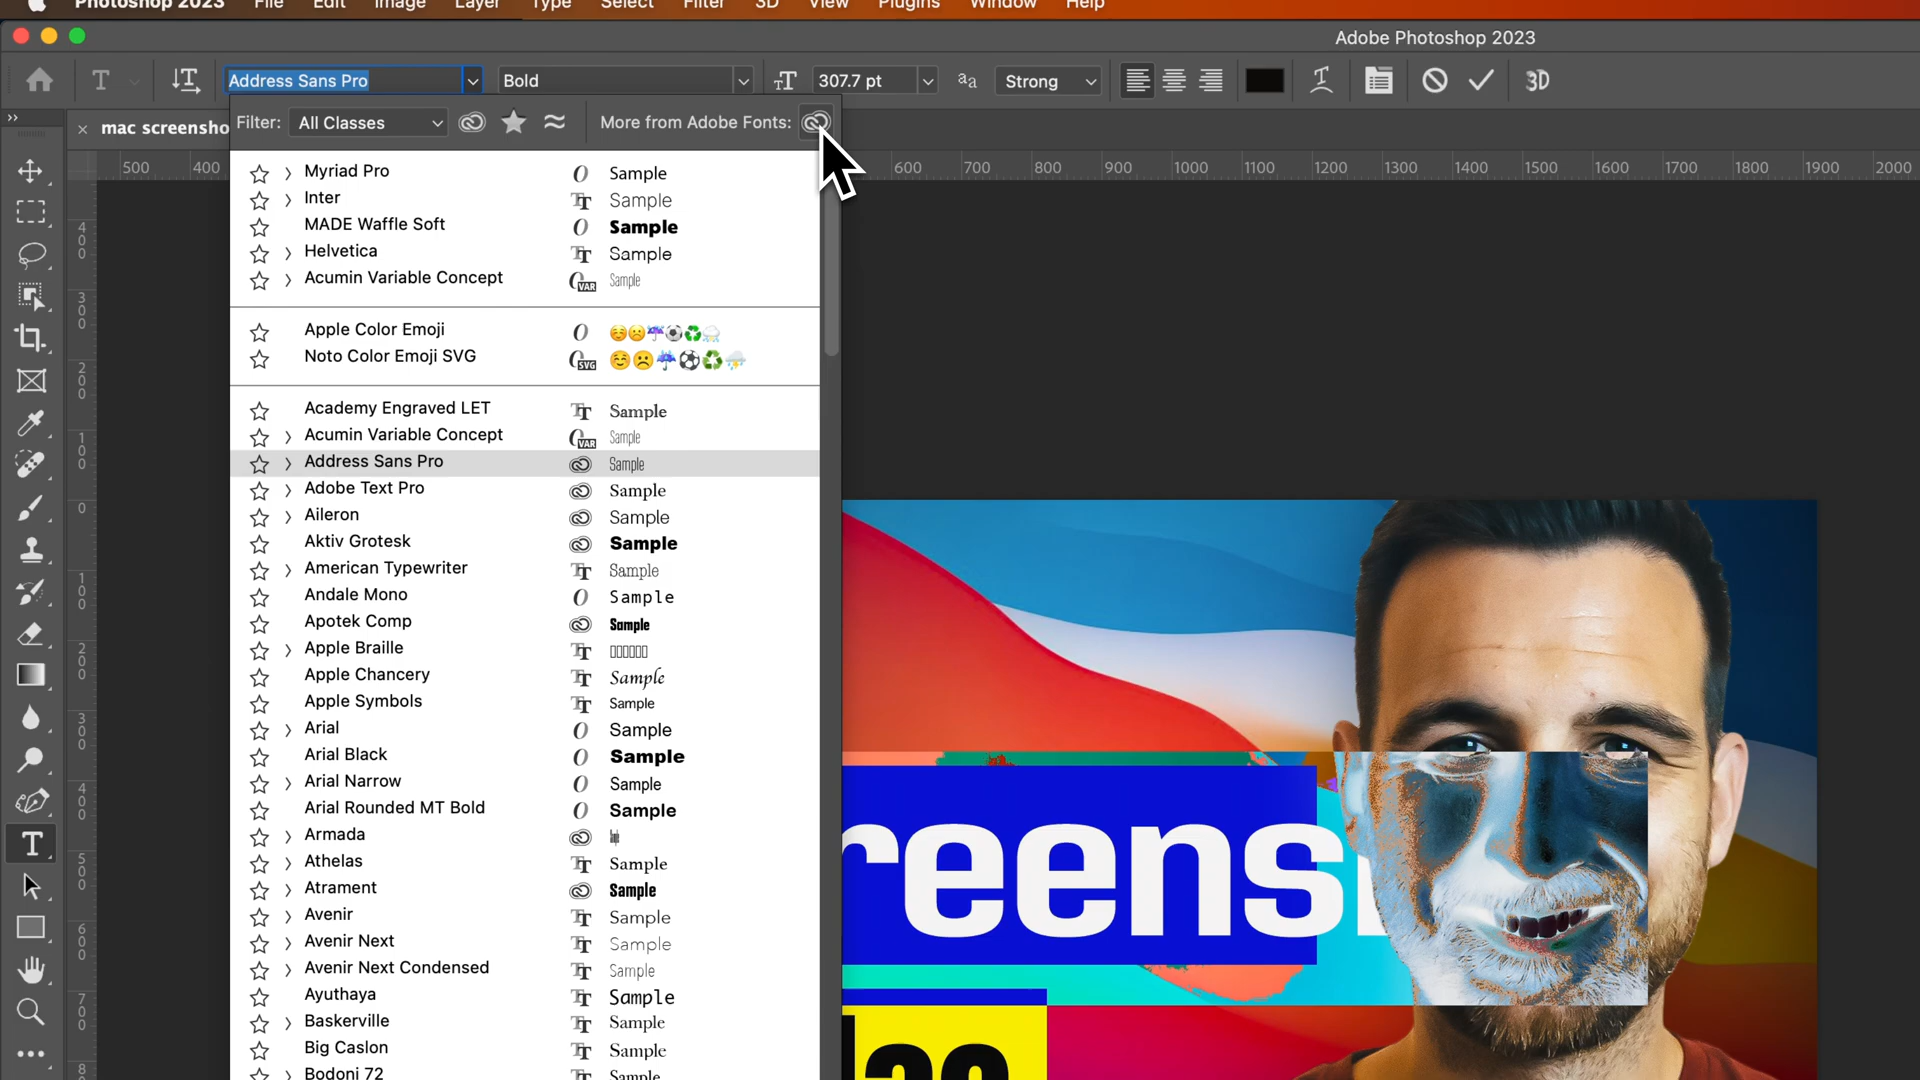 Photoshop 2023 File Edit Image Layer Type Select Filter 3D View Plugins Window Help
Adobe Photoshop 2023
T Address Sans Pro Bold 307.7 pt aa Strong 3D
Filter: All Classes More from Adobe Fonts:
× mac screensho
500 400 600 700 800 900 1000 1100 1200 1300 1400 1500 1600 1700 1800 1900 2000
Myriad Pro Sample
Inter Sample
MADE Waffle Soft Sample
Helvetica Sample
Acumin Variable Concept VAR Sample
Apple Color Emoji
Noto Color Emoji SVG SVG
Academy Engraved LET Sample
Acumin Variable Concept VAR Sample
Address Sans Pro Sample
Adobe Text Pro Sample
Aileron Sample
Aktiv Grotesk Sample
American Typewriter Sample
Andale Mono Sample
Apotek Comp Sample
Apple Braille
Apple Chancery Sample
Apple Symbols Sample
Arial Sample
Arial Black Sample
Arial Narrow Sample
Arial Rounded MT Bold Sample
Armada
Athelas Sample
Atrament Sample
Avenir Sample
Avenir Next Sample
Avenir Next Condensed Sample
Ayuthaya Sample
Baskerville Sample
Big Caslon Sample
Bodoni 72 Sample
400
300
200
100
0
100
200
300
400
500
600
700
8
reens